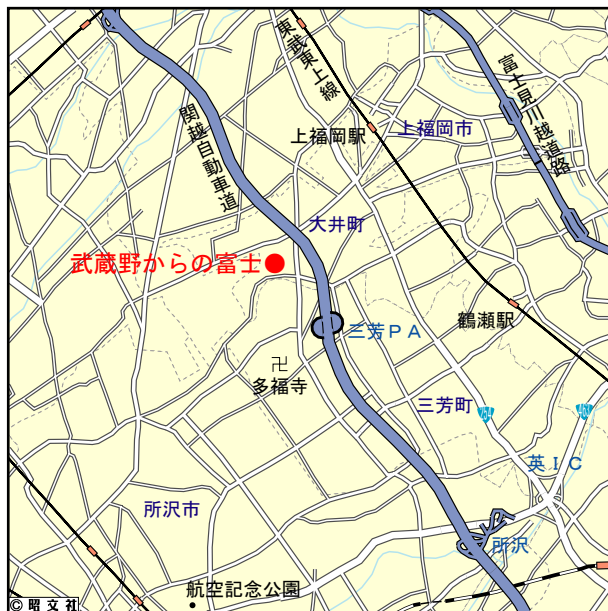 東武東上線
富士見川越道路
関越自動車道
上福岡駅
上福岡市
大井町
武蔵野からの富士
三芳PA
鶴瀬駅
卍
多福寺
三芳町
254
463
英IC
所沢市
所沢
航空記念公園
© 昭文社